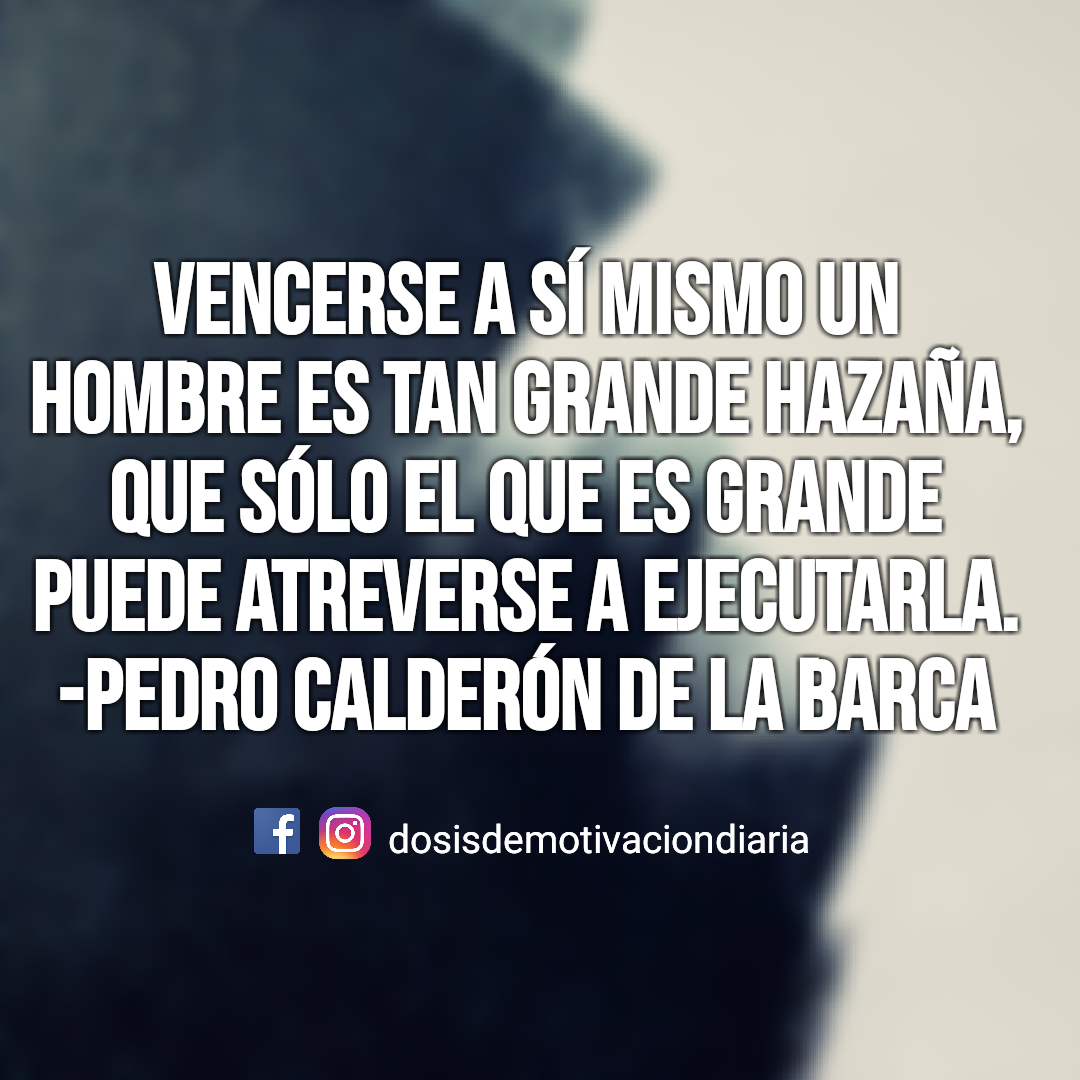 VENCERSE A SÍ MISMO UN
HOMBRE ES TAN GRANDE HAZAÑA,
QUE SÓLO EL QUE ES GRANDE
PUEDE ATREVERSE A EJECUTARLA.
-PEDRO CALDERÓN DE LA BARCA
dosisdemotivaciondiaria